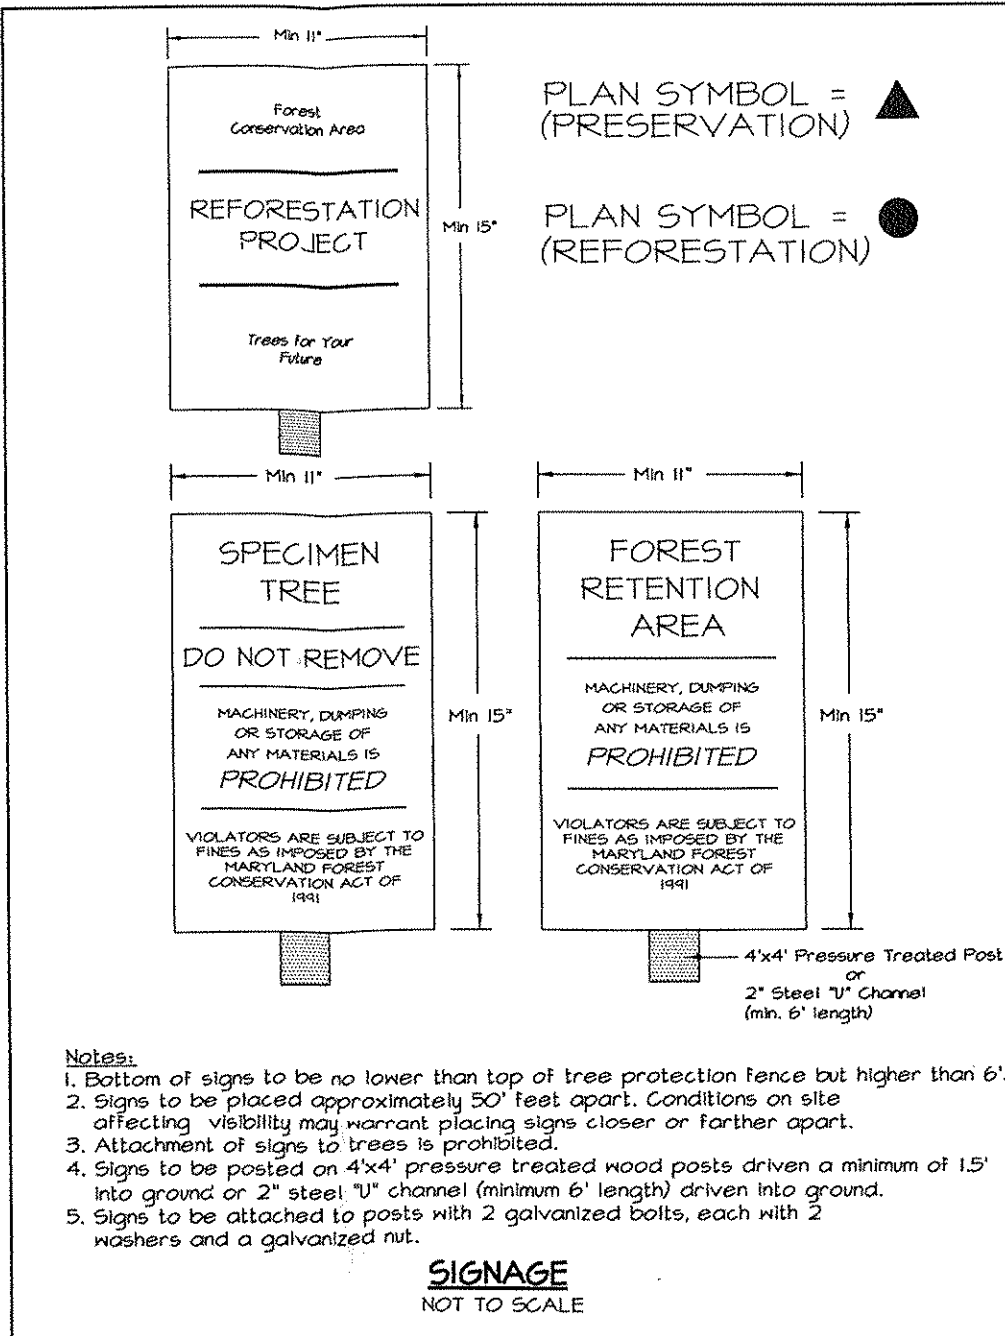 Min 11"
Forest
Conservation Area
REFORESTATION
PROJECT
Trees For Your
Future
Min 15"
PLAN SYMBOL =
(PRESERVATION)
PLAN SYMBOL =
(REFORESTATION)
Min 11"
SPECIMEN
TREE
DO NOT REMOVE
MACHINERY, DUMPING
OR STORAGE OF
ANY MATERIALS IS
PROHIBITED
VIOLATORS ARE SUBJECT TO
FINES AS IMPOSED BY THE
MARYLAND FOREST
CONSERVATION ACT OF
1991
Min 15"
Min 11"
FOREST
RETENTION
AREA
MACHINERY, DUMPING
OR STORAGE OF
ANY MATERIALS IS
PROHIBITED
VIOLATORS ARE SUBJECT TO
FINES AS IMPOSED BY THE
MARYLAND FOREST
CONSERVATION ACT OF
1991
Min 15"
4'x4' Pressure Treated Post
or
2" Steel "U" Channel
(min. 6' length)
Notes:
1. Bottom of signs to be no lower than top of tree protection fence but higher than 6'.
2. Signs to be placed approximately 50' feet apart. Conditions on site
affecting visibility may warrant placing signs closer or farther apart.
3. Attachment of signs to trees is prohibited.
4. Signs to be posted on 4'x4' pressure treated wood posts driven a minimum of 1.5'
into ground or 2" steel "U" channel (minimum 6' length) driven into ground.
5. Signs to be attached to posts with 2 galvanized bolts, each with 2
washers and a galvanized nut.
SIGNAGE
NOT TO SCALE